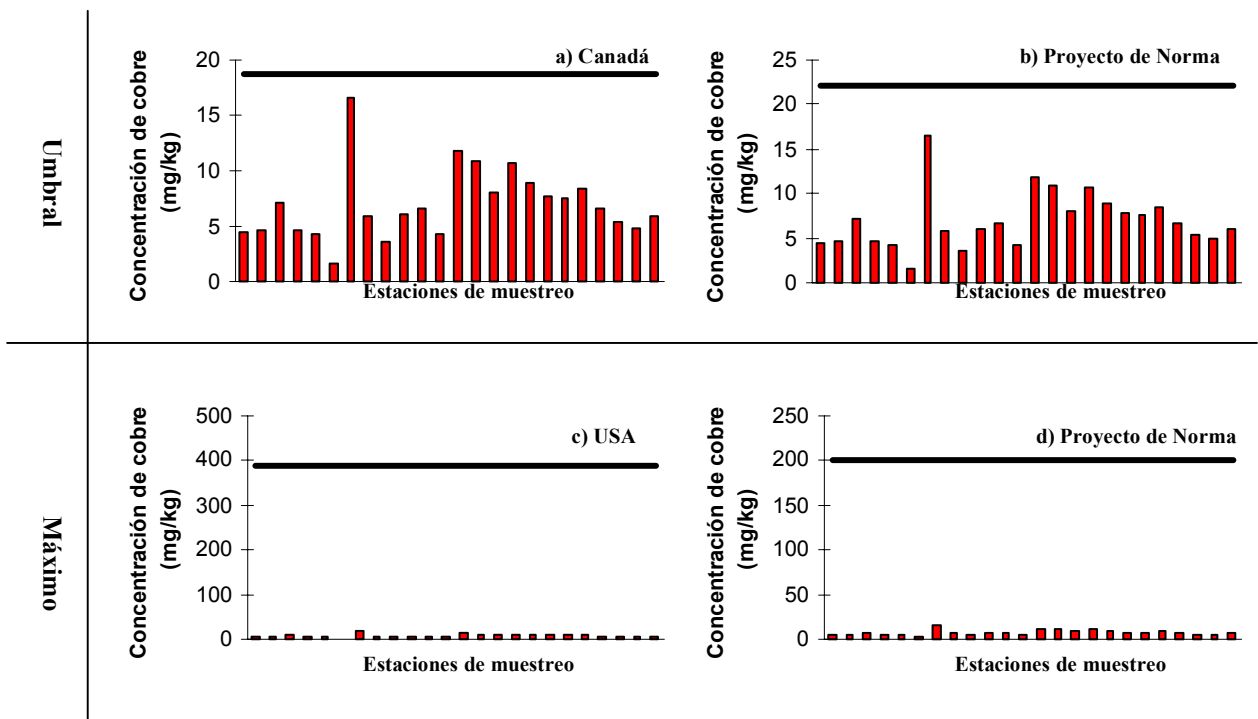 Umbral
Concentración de cobre
(mg/kg)
a) Canadá
20
15
10
5
0
Estaciones de muestreo
Concentración de cobre
(mg/kg)
b) Proyecto de Norma
25
20
15
10
5
0
Estaciones de muestreo
Máximo
Concentración de cobre
(mg/kg)
c) USA
500
400
300
200
100
0
Estaciones de muestreo
Concentración de cobre
(mg/kg)
d) Proyecto de Norma
250
200
150
100
50
0
Estaciones de muestreo